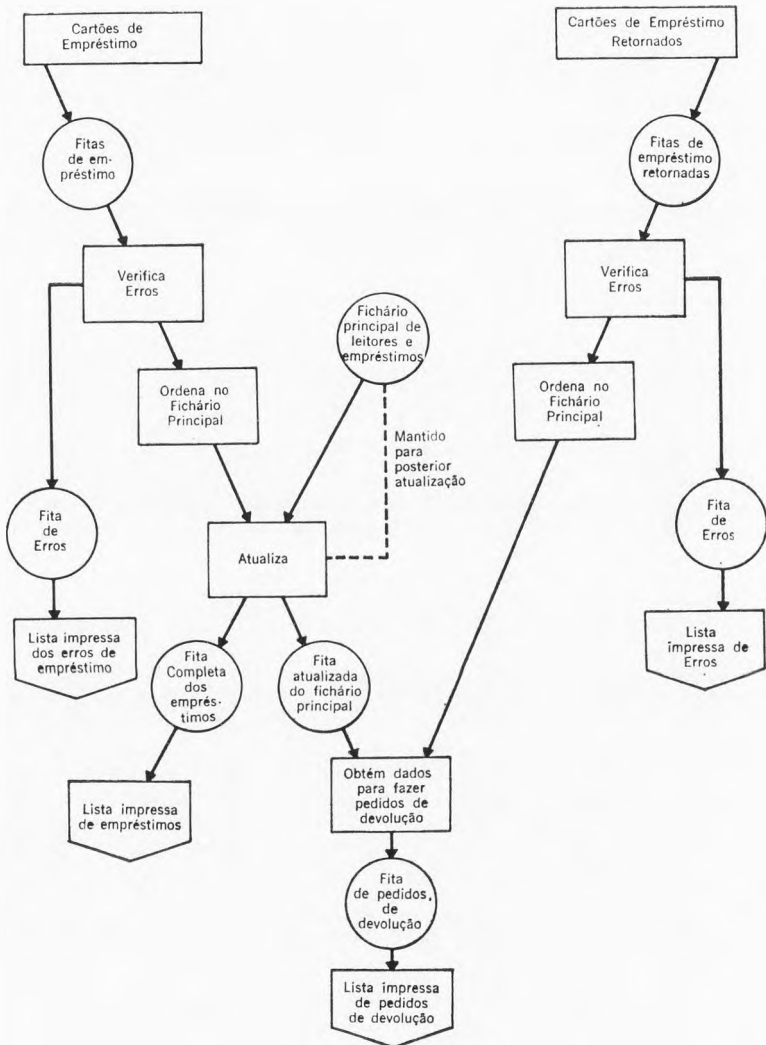 Cartões de
Empréstimo
Cartões de Empréstimo
Retornados
Fitas
de em-
préstimo
Fitas de
empréstimo
retornadas
Verifica
Erros
Verifica
Erros
Fichário
principal de
leitores e
empréstimos
Ordena no
Fichário
Principal
Ordena no
Fichário
Principal
Mantido
para
posterior
atualização
Fita
de
Erros
Fita
de
Erros
Atualiza
Lista impressa
dos erros de
empréstimo
Lista
impressa de
Erros
Fita
Completa
dos
emprés-
timos
Fita
atualizada
do fichário
principal
Lista impressa
de empréstimos
Obtém dados
para fazer
pedidos de
devolução
Fita
de pedidos.
de
devolução
Lista impressa
de pedidos
de devolução